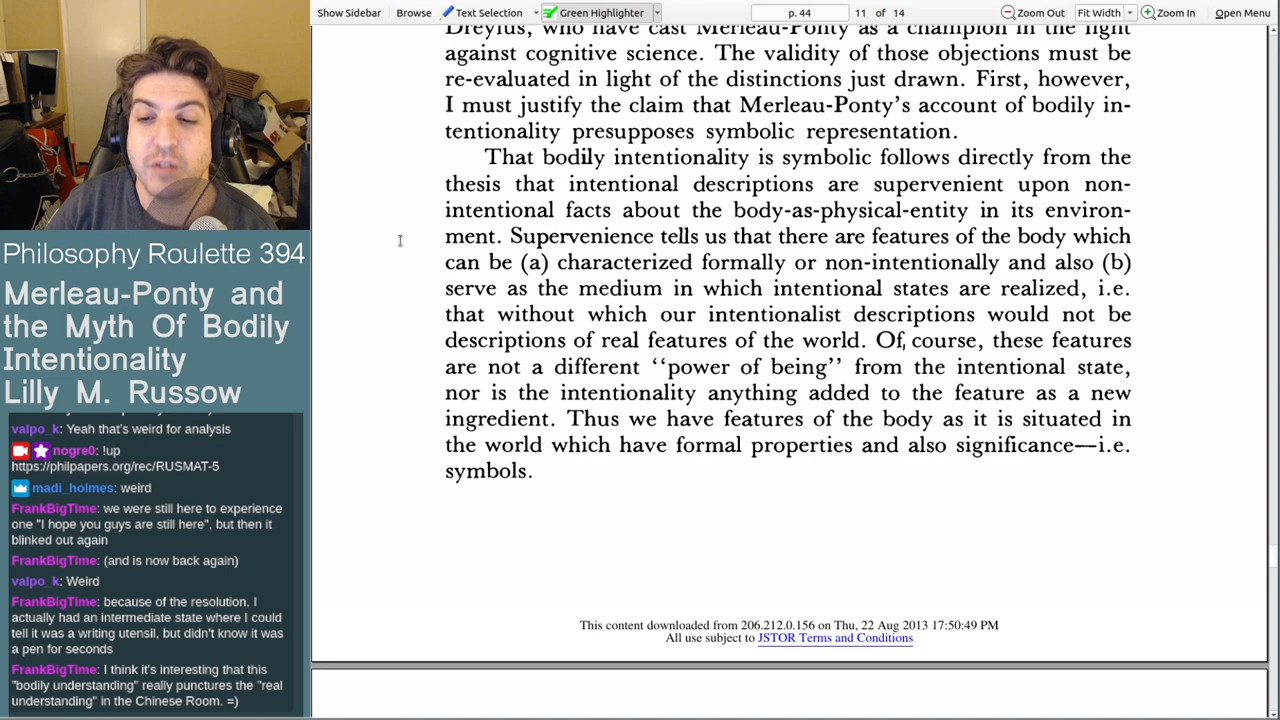 Show Sidebar Browse Text Selection Green Highlighter p. 44 11 of 14 Zoom Out Fit Width Zoom In Open Menu
Dreyfus, who have cast Merleau-Ponty as a champion in the fight
against cognitive science. The validity of those objections must be
re-evaluated in light of the distinctions just drawn. First, however,
I must justify the claim that Merleau-Ponty's account of bodily in-
tentionality presupposes symbolic representation.
That bodily intentionality is symbolic follows directly from the
thesis that intentional descriptions are supervenient upon non-
intentional facts about the body-as-physical-entity in its environ-
ment. Supervenience tells us that there are features of the body which
can be (a) characterized formally or non-intentionally and also (b)
serve as the medium in which intentional states are realized, i.e.
that without which our intentionalist descriptions would not be
descriptions of real features of the world. Of, course, these features
are not a different ‘‘power of being’’ from the intentional state,
nor is the intentionality anything added to the feature as a new
ingredient. Thus we have features of the body as it is situated in
the world which have formal properties and also significance—i.e.
symbols.
This content downloaded from 206.212.0.156 on Thu, 22 Aug 2013 17:50:49 PM
All use subject to JSTOR Terms and Conditions
Philosophy Roulette 394
Merleau-Ponty and
the Myth Of Bodily
Intentionality
Lilly M. Russow
valpo_k: Yeah that's weird for analysis
nogre0: !up
https://philpapers.org/rec/RUSMAT-5
madi_holmes: weird
FrankBigTime: we were still here to experience
one "I hope you guys are still here", but then it
blinked out again
FrankBigTime: (and is now back again)
valpo_k: Weird
FrankBigTime: because of the resolution, I
actually had an intermediate state where I could
tell it was a writing utensil, but didn't know it was
a pen for seconds
FrankBigTime: I think it's interesting that this
"bodily understanding" really punctures the "real
understanding" in the Chinese Room. =)